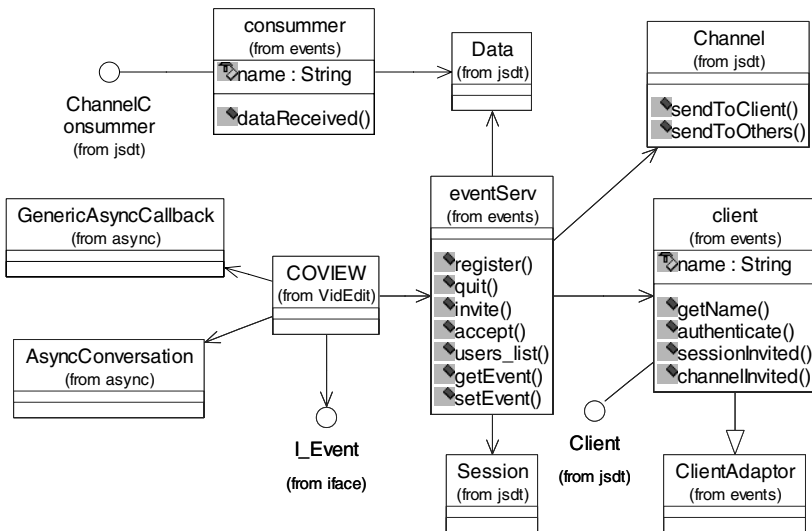 consummer
(from events)
name : String
dataReceived()
ChannelC
onsummer
(from jsdt)
Data
(from jsdt)
Channel
(from jsdt)
sendToClient()
sendToOthers()
GenericAsyncCallback
(from async)
COVIEW
(from VidEdit)
AsyncConversation
(from async)
I_Event
(from iface)
eventServ
(from events)
register()
quit()
invite()
accept()
users_list()
getEvent()
setEvent()
client
(from events)
name : String
getName()
authenticate()
sessionInvited()
channelInvited()
Client
(from jsdt)
Session
(from jsdt)
ClientAdaptor
(from events)